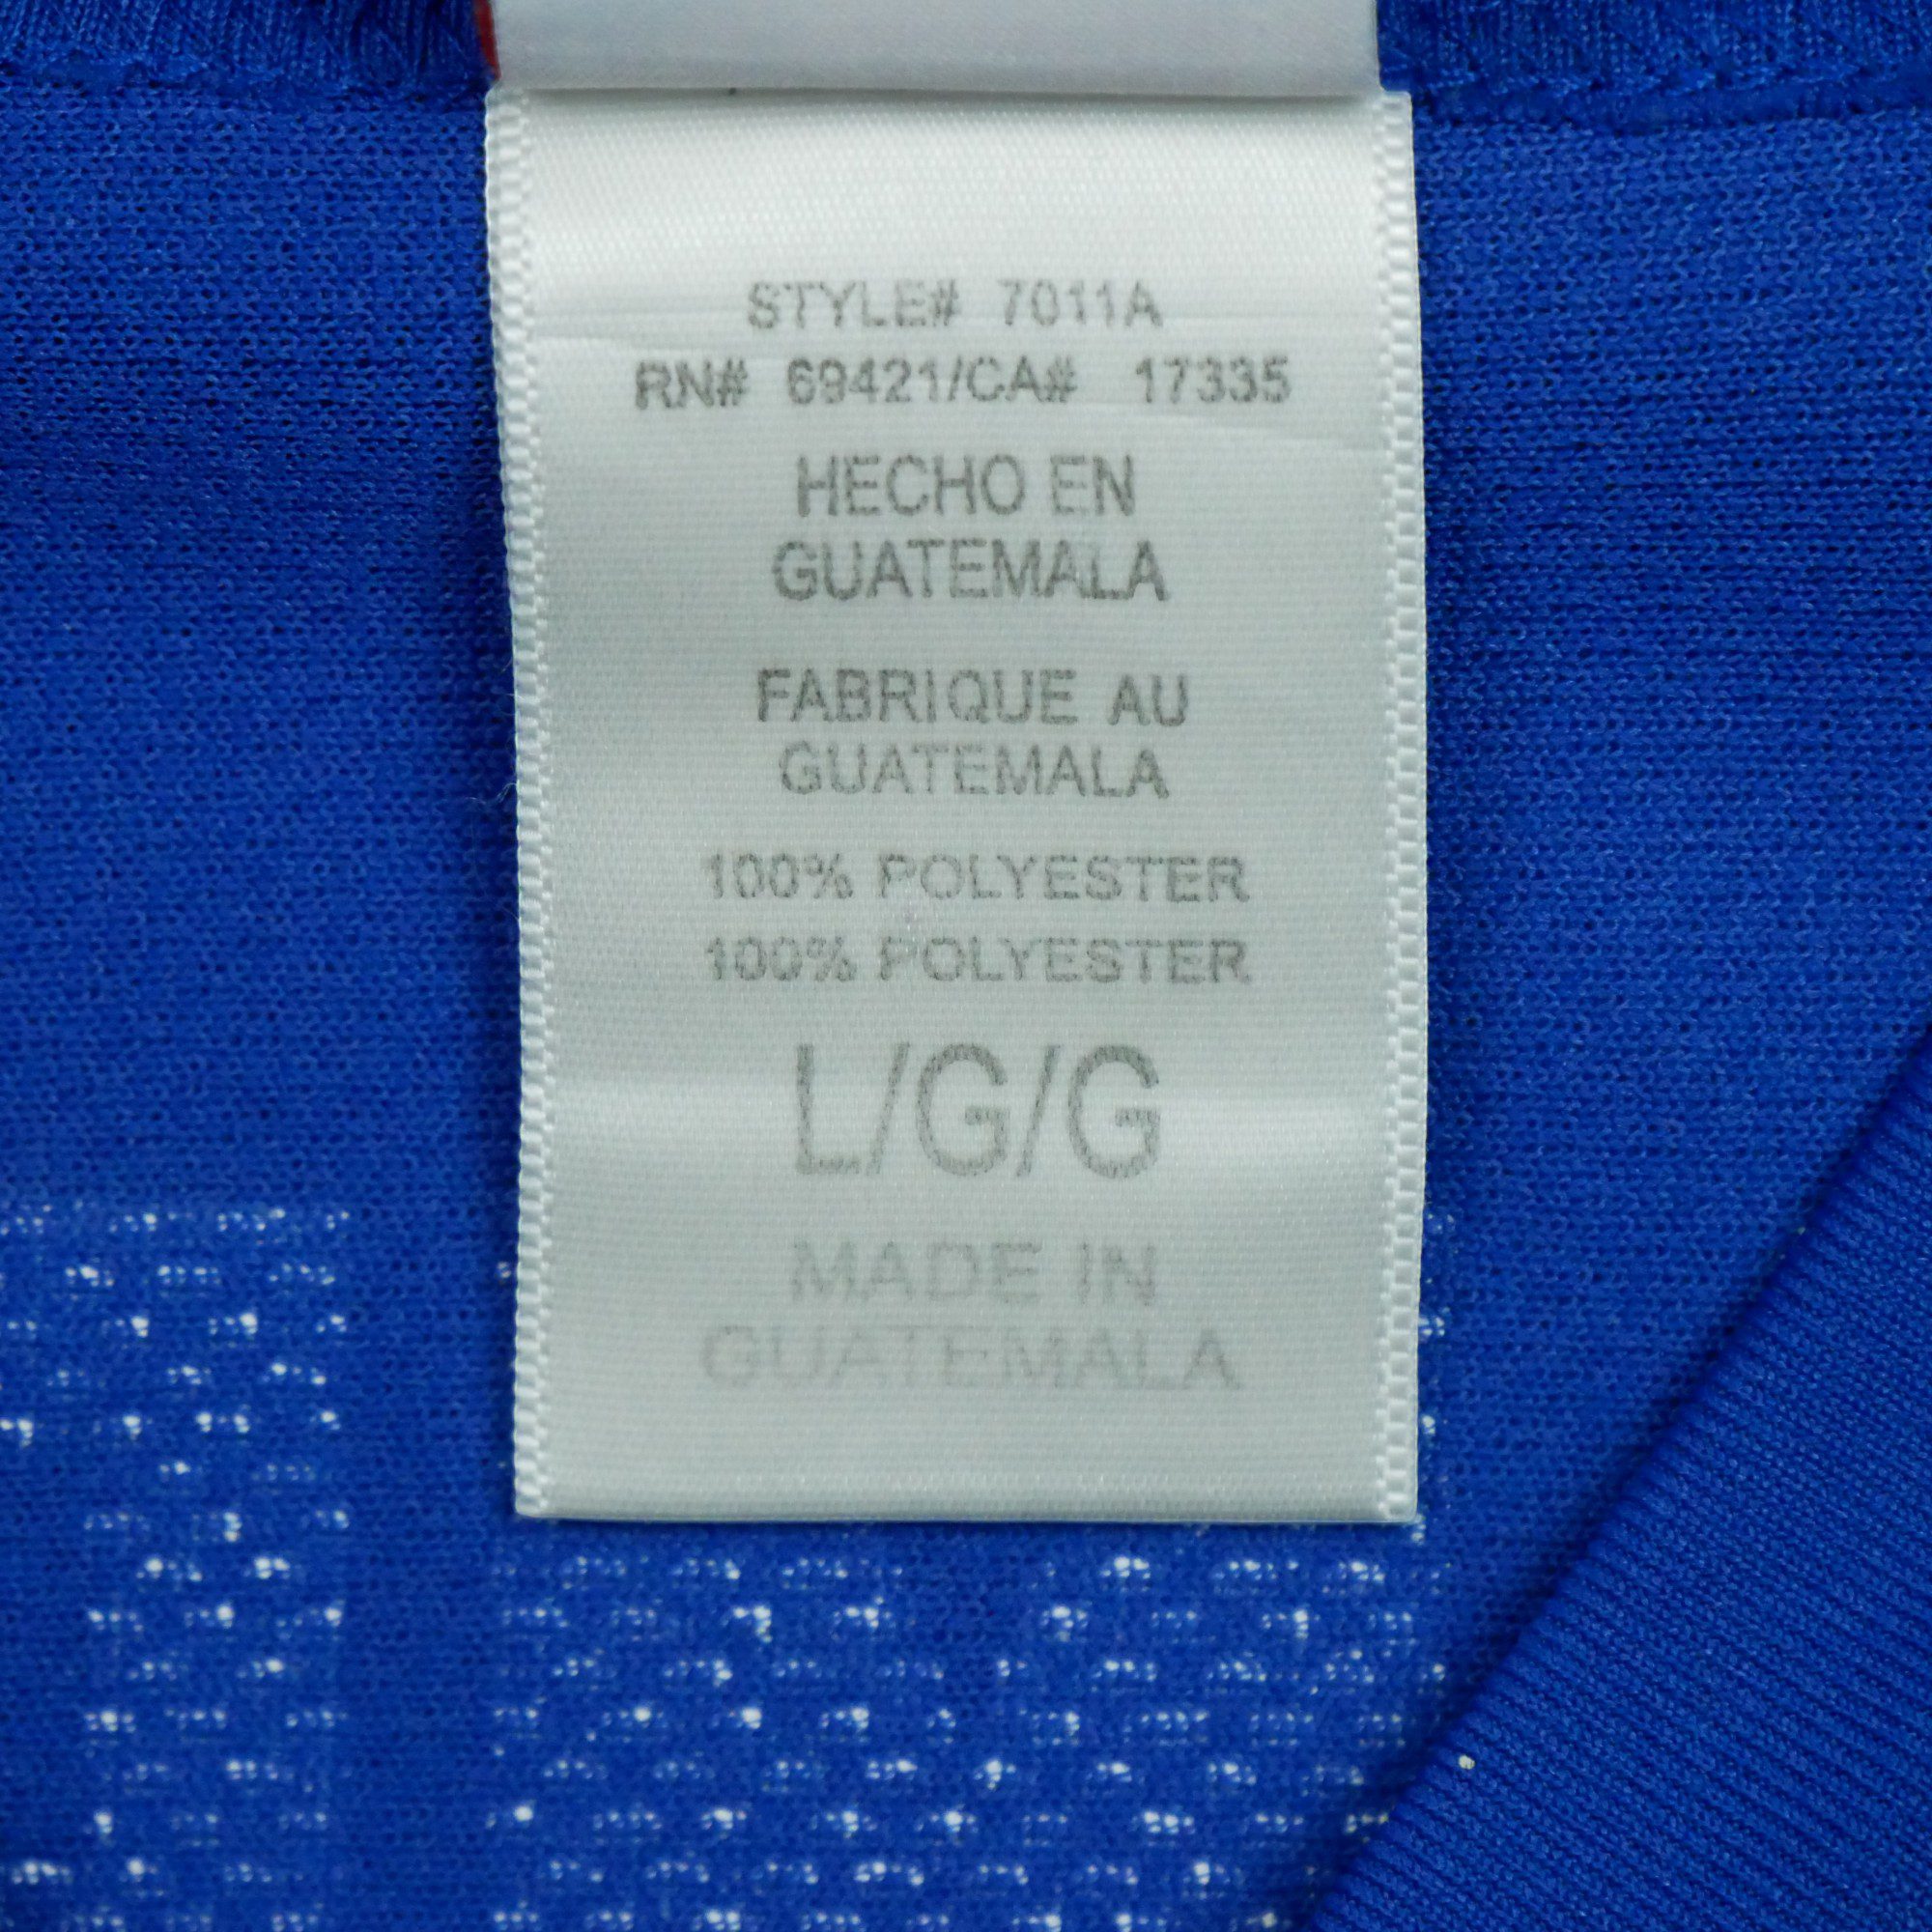 STYLE# 7011A
RN# 69421/CA# 17335
HECHO EN
GUATEMALA
FABRIQUE AU
GUATEMALA
100% POLYESTER
100% POLYESTER
L/G/G
MADE IN
GUATEMALA